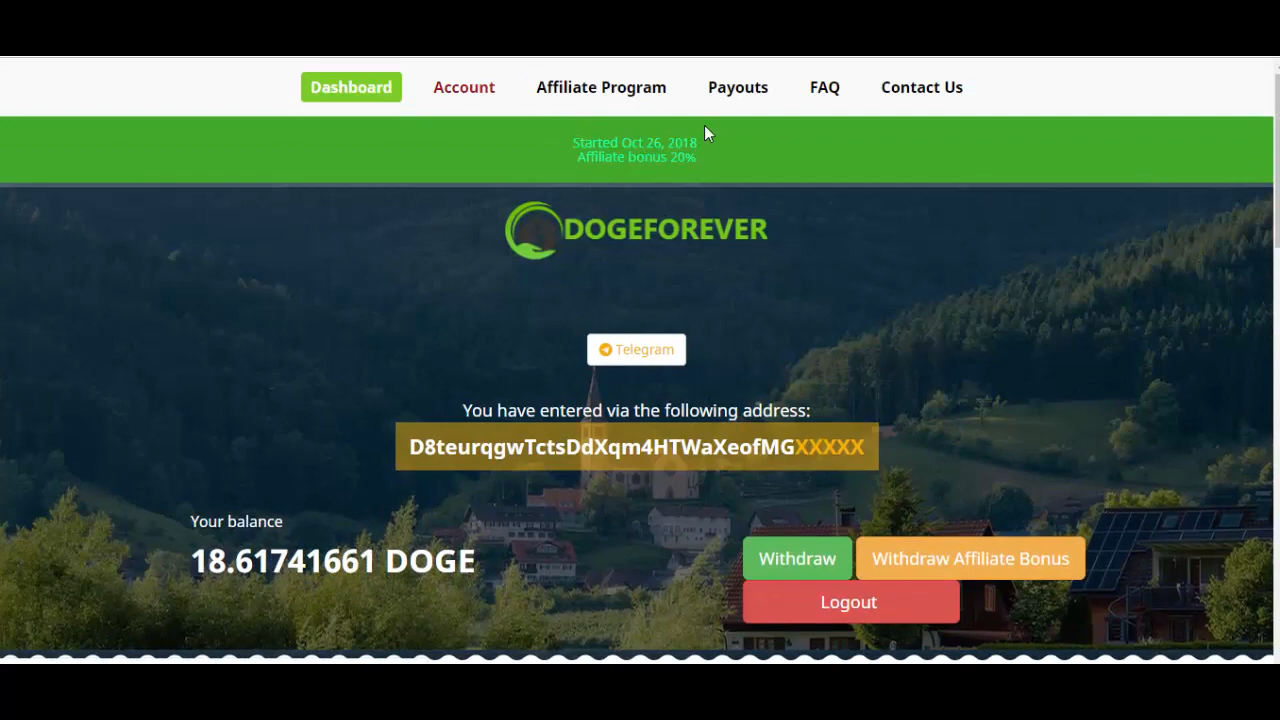 Dashboard Account Affiliate Program Payouts FAQ Contact Us
Started Oct 26, 2018
Affiliate bonus 20%
DOGEFOREVER
Telegram
You have entered via the following address:
D8teurqgwTctsDdXqm4HTWaXeofMGXXXXX
Your balance
18.61741661 DOGE
Withdraw Withdraw Affiliate Bonus
Logout